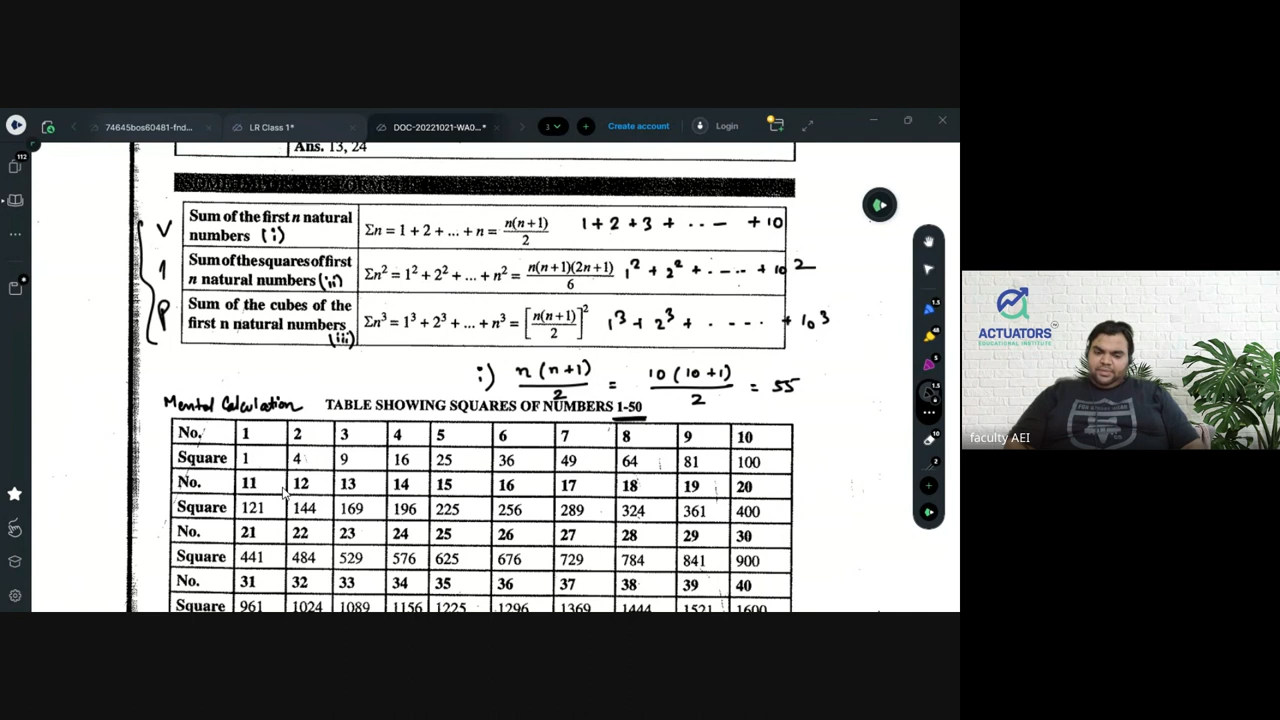 74645bos60481-fnd...
LR Class 1*
DOC-20221021-WA0...*
3
Create account
Login
112
Ans. 13, 24
V Sum of the first n natural numbers (i) Σn = 1 + 2 + ... + n = n(n+1)/2 1+2+3+ ..— +10
1 Sum of the squares of first n natural numbers (ii) Σn² = 1² + 2² + ... + n² = n(n+1)(2n+1)/6 1² + 2² + .---. + 10²
P Sum of the cubes of the first n natural numbers (iii) Σn³ = 1³ + 2³ + ... + n³ = [n(n+1)/2]² 1³ + 2³ + . ---. + 10³
i) n(n+1)/2 = 10(10+1)/2 = 55
Mental Calculation TABLE SHOWING SQUARES OF NUMBERS 1-50
No. 1 2 3 4 5 6 7 8 9 10
Square 1 4 9 16 25 36 49 64 81 100
No. 11 12 13 14 15 16 17 18 19 20
Square 121 144 169 196 225 256 289 324 361 400
No. 21 22 23 24 25 26 27 28 29 30
Square 441 484 529 576 625 676 729 784 841 900
No. 31 32 33 34 35 36 37 38 39 40
Square 961 1024 1089 1156 1225 1296 1369 1444 1521 1600
ACTUATORS
EDUCATIONAL INSTITUTE
faculty AEI